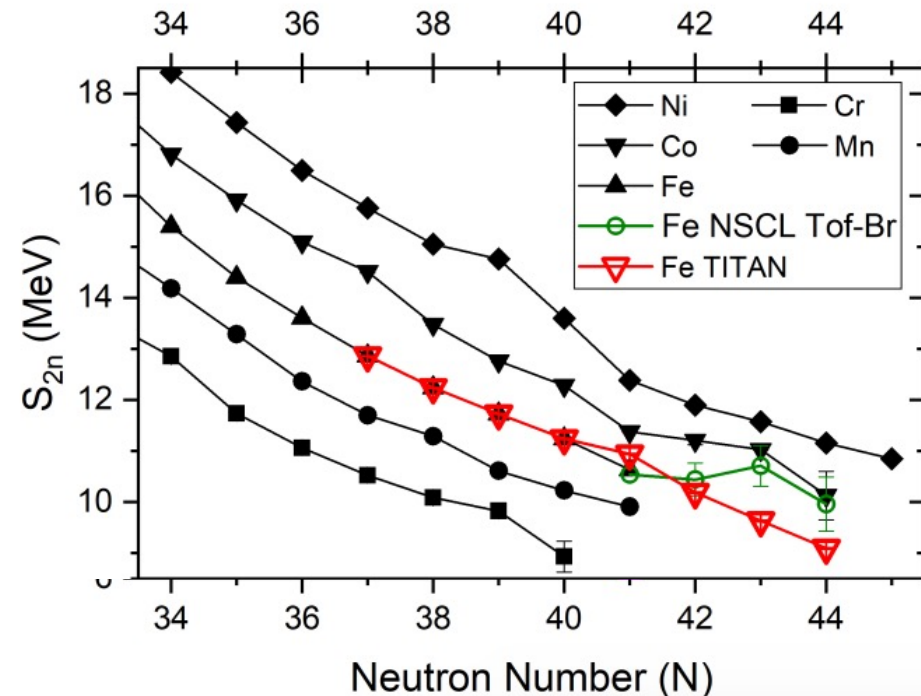 34 36 38 40 42 44
18
16
14
12
10
S2n (MeV)
Ni Cr
Co Mn
Fe
Fe NSCL Tof-Br
Fe TITAN
34 36 38 40 42 44
Neutron Number (N)